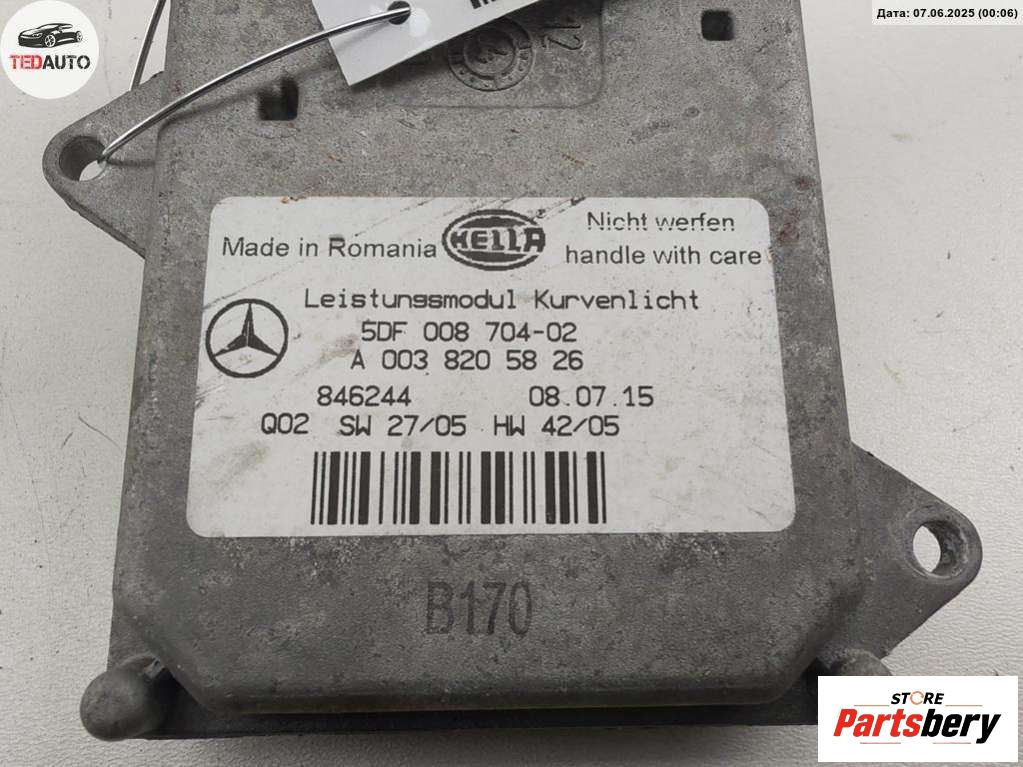 TEDAUTO
Дата: 07.06.2025 (00:06)
12
Made in Romania
HELLA
Nicht werfen
handle with care
Leistungsmodul Kurvenlicht
5DF 008 704-02
A 003 820 58 26
846244 08.07.15
Q02 SW 27/05 HW 42/05
B170
STORE
Partsbery